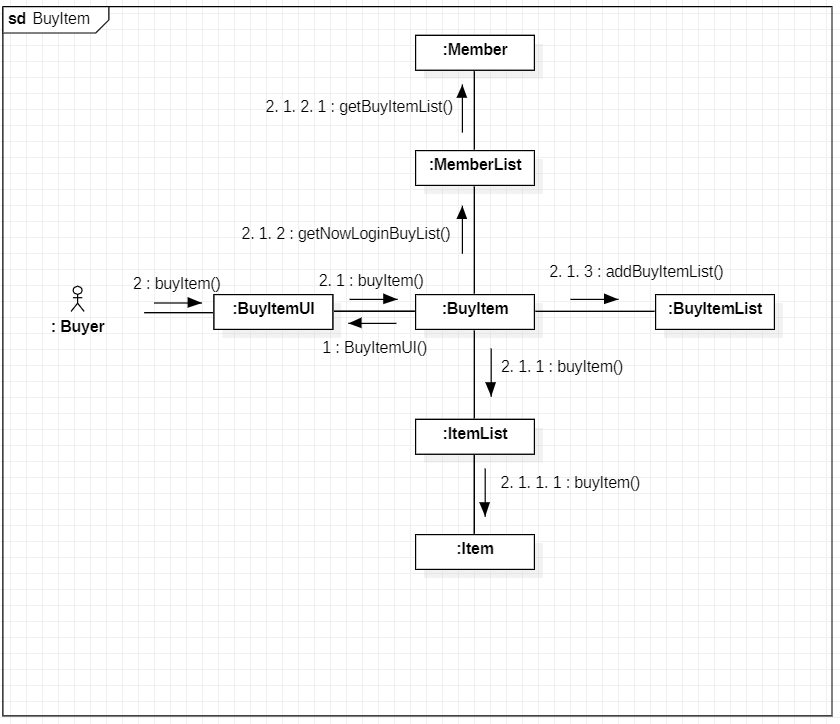 sd BuyItem
:Member
2. 1. 2. 1 : getBuyItemList()
:MemberList
2. 1. 2 : getNowLoginBuyList()
2. 1. 3 : addBuyItemList()
2 : buyItem()
2. 1 : buyItem()
:BuyItemUI
:BuyItem
:BuyItemList
: Buyer
1 : BuyItemUI()
2. 1. 1 : buyItem()
:ItemList
2. 1. 1. 1 : buyItem()
:Item